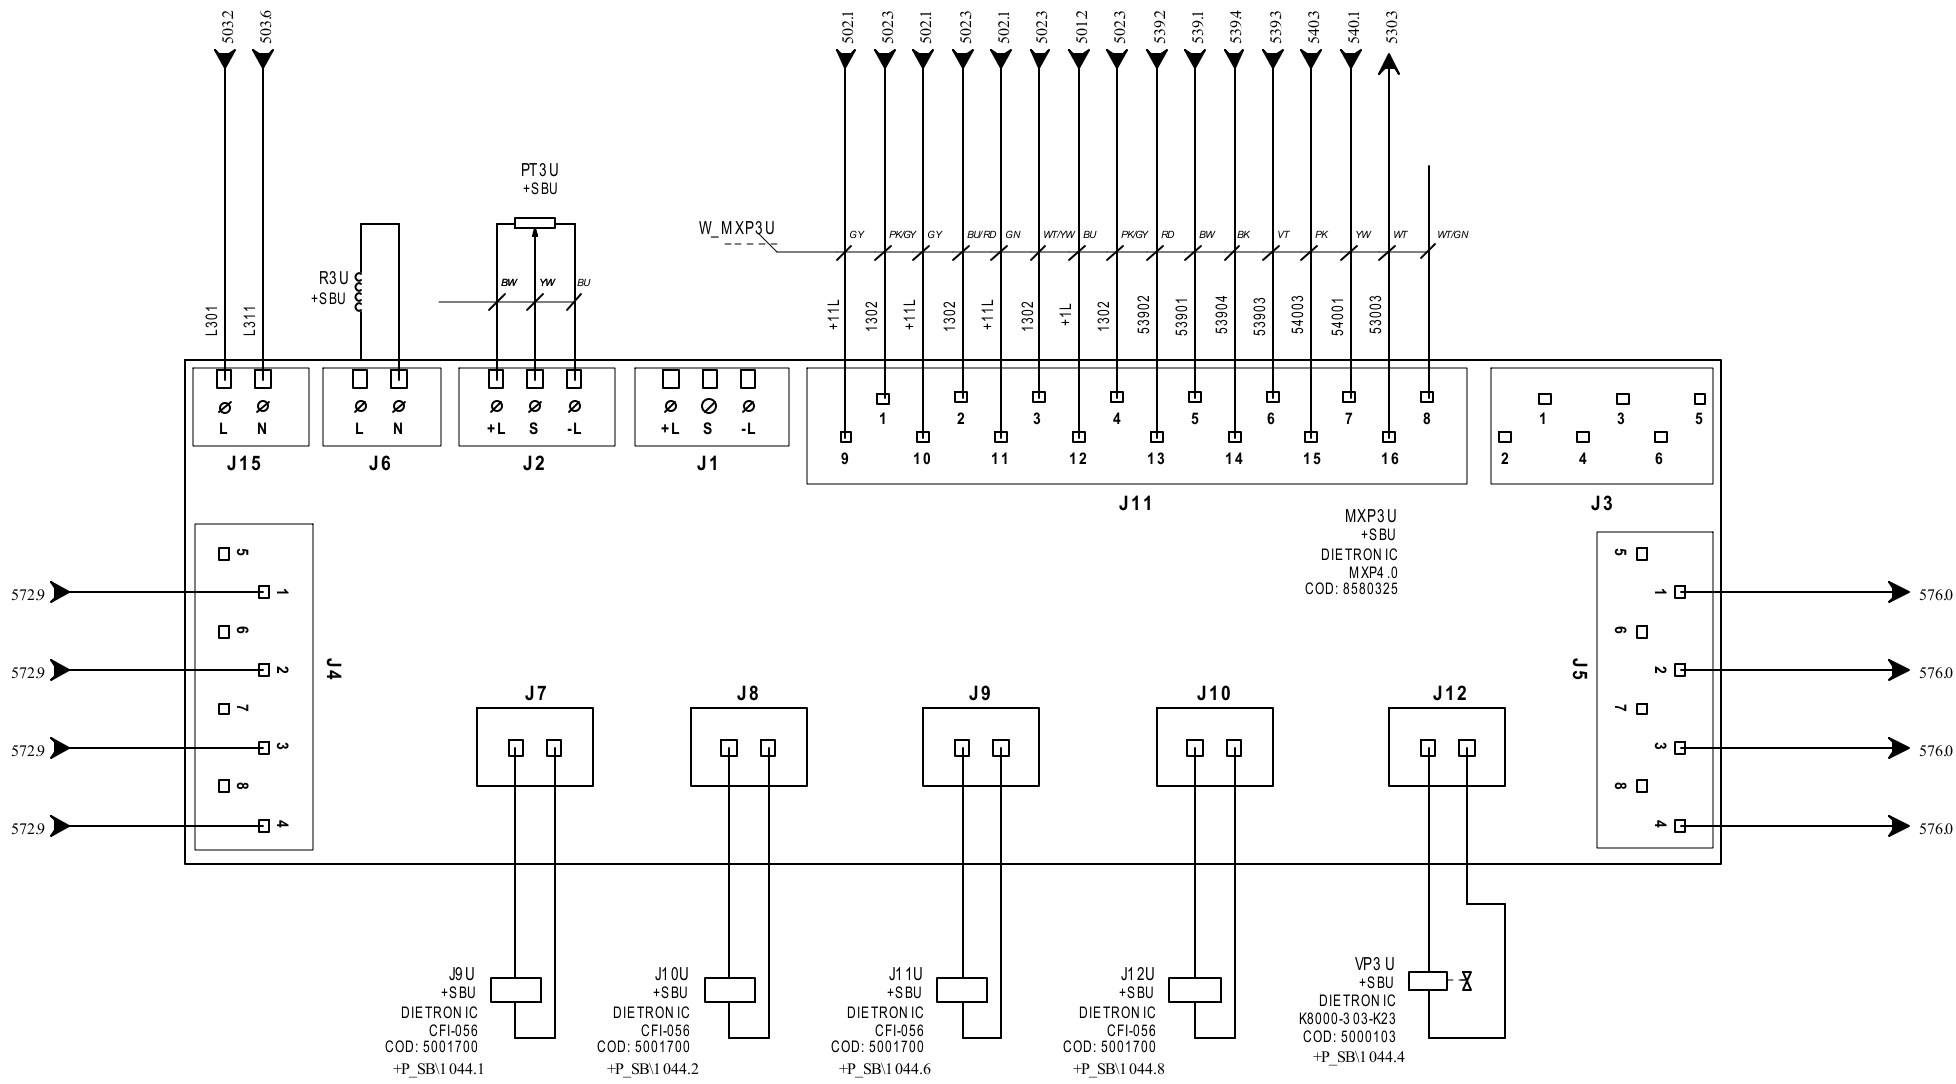 503.2
503.6
502.1
502.3
502.1
502.3
502.1
502.3
501.2
502.3
539.2
539.1
539.4
539.3
540.3
540.1
530.3
PT3U
+SBU
W_MXP3U
GY
PK/GY
GY
BU/RD
GN
WT/YW
BU
PK/GY
RD
BW
BK
VT
PK
YW
WT
WT/GN
R3U
+SBU
BW
YW
BU
L301
L311
+11L
1302
+11L
1302
+11L
1302
+1L
1302
53902
53901
53904
53903
54003
54001
53003
L N
J15
L N
J6
+L S -L
J2
+L S -L
J1
1 2 3 4 5 6 7 8
9 10 11 12 13 14 15 16
J11
1 3 5
2 4 6
J3
MXP3U
+SBU
DIETRONIC
MXP4.0
COD: 8580325
572.9
572.9
572.9
572.9
5
1
6
2
7
3
8
4
J4
5
1
6
2
7
3
8
4
J5
576.0
576.0
576.0
576.0
J7
J8
J9
J10
J12
J9U
+SBU
DIETRONIC
CFI-056
COD: 5001700
+P_SB\1044.1
J10U
+SBU
DIETRONIC
CFI-056
COD: 5001700
+P_SB\1044.2
J11U
+SBU
DIETRONIC
CFI-056
COD: 5001700
+P_SB\1044.6
J12U
+SBU
DIETRONIC
CFI-056
COD: 5001700
+P_SB\1044.8
VP3U
+SBU
DIETRONIC
K8000-303-K23
COD: 5000103
+P_SB\1044.4